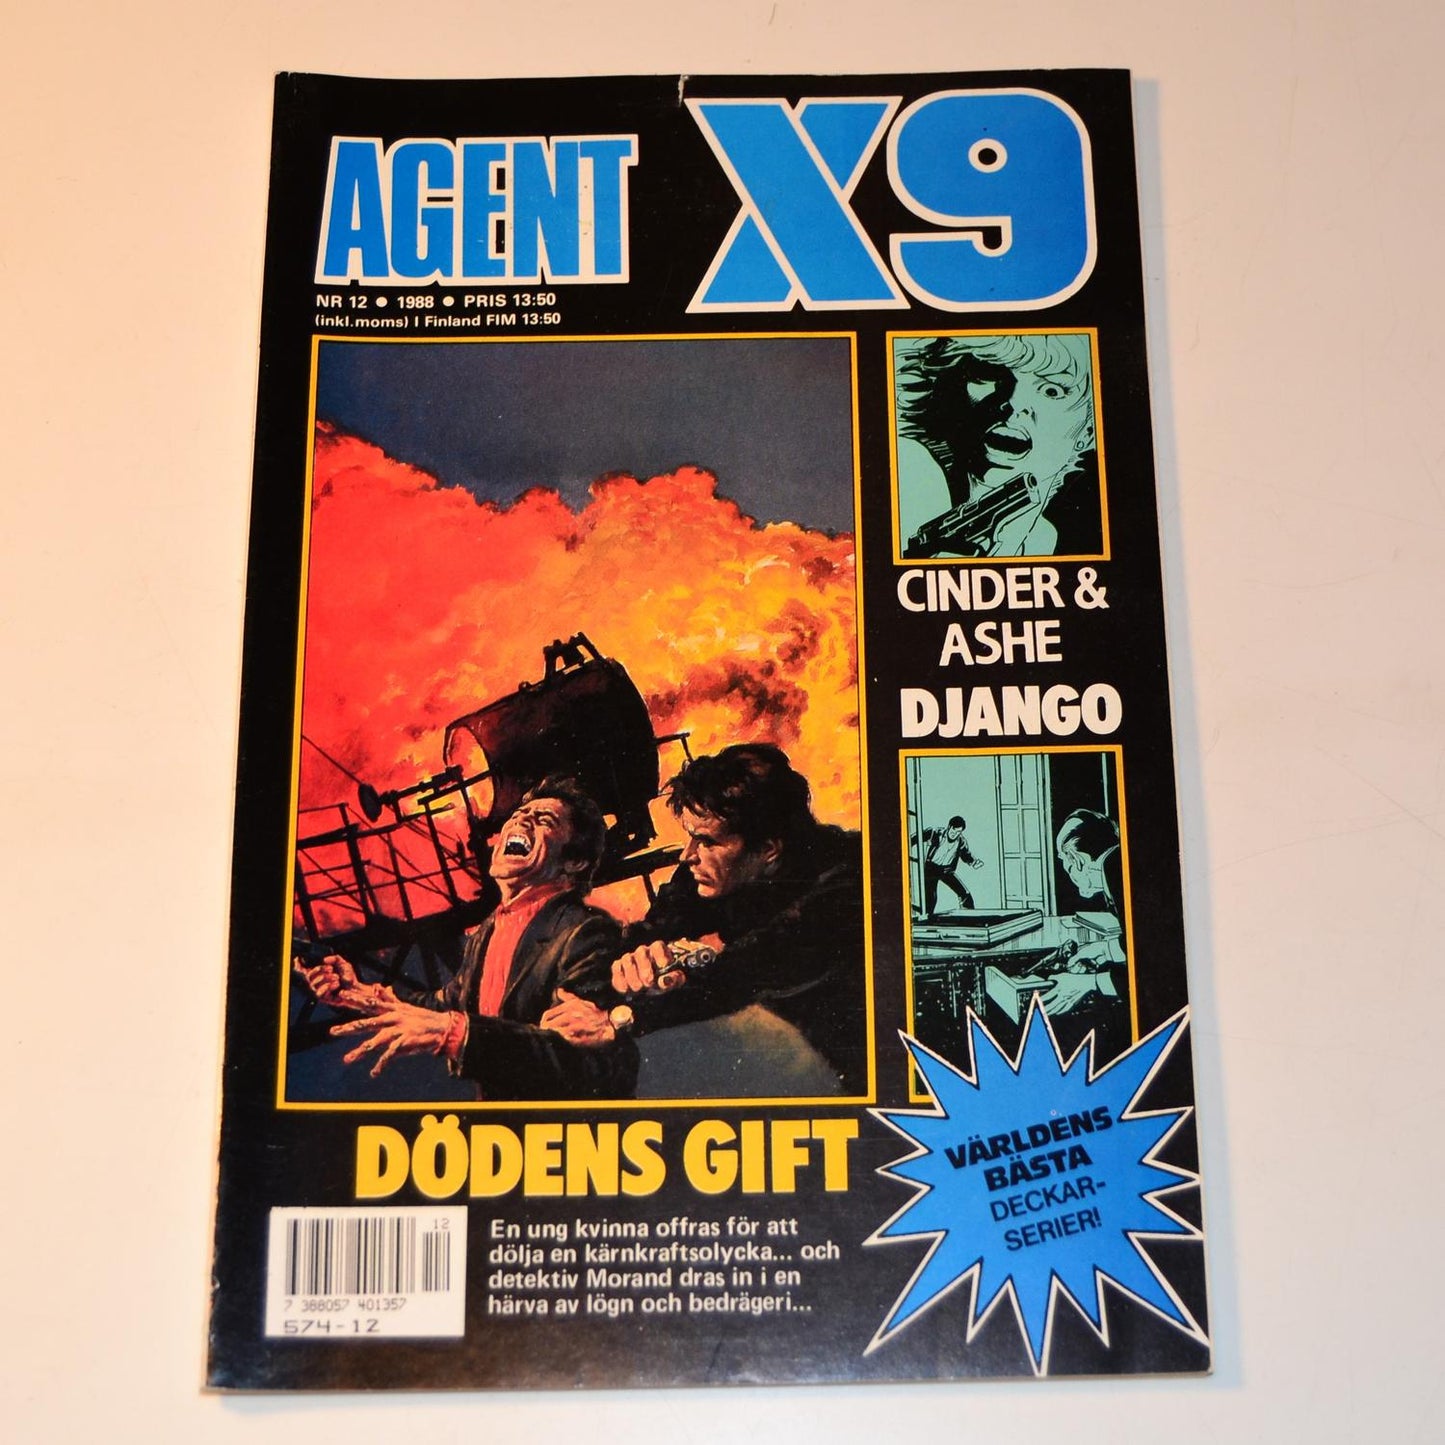 AGENT X9
NR 12 • 1988 • PRIS 13:50
(inkl.moms) I Finland FIM 13:50
CINDER &
ASHE
DJANGO
DÖDENS GIFT
En ung kvinna offras för att
dölja en kärnkraftsolycka... och
detektiv Morand dras in i en
härva av lögn och bedrägeri...
VÄRLDENS
BÄSTA
DECKAR-
SERIER!
12
7 388057 401357
574-12